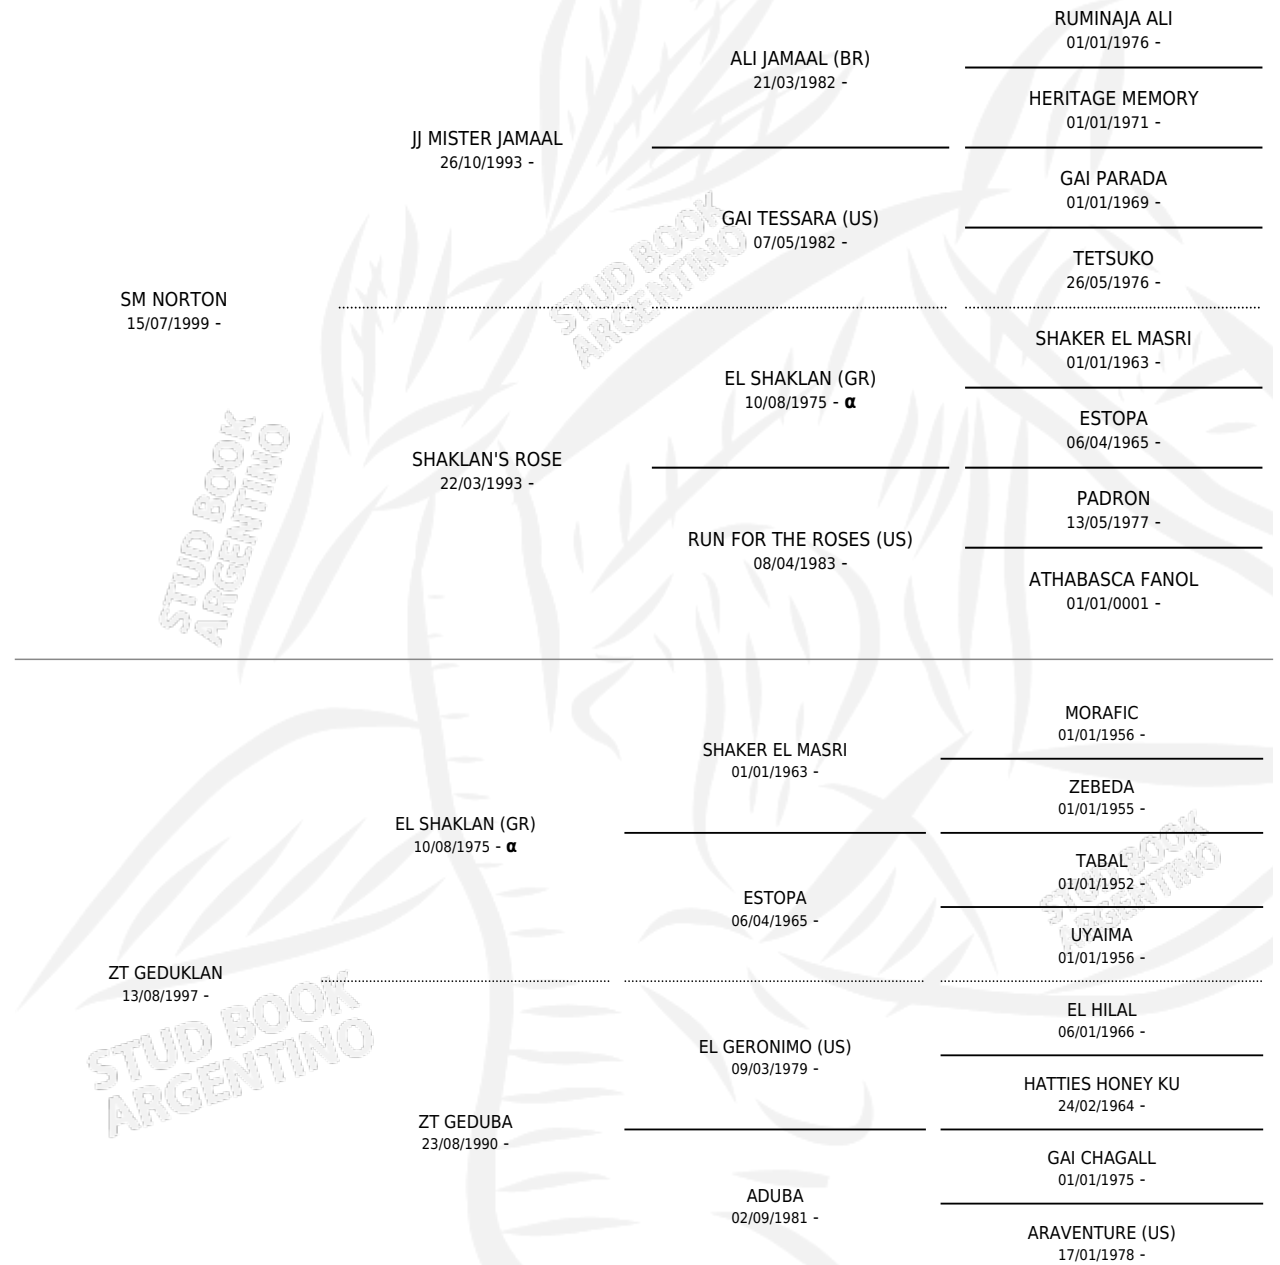 RUMINAJA ALI
01/01/1976 -
ALI JAMAAL (BR)
21/03/1982 -
HERITAGE MEMORY
01/01/1971 -
JJ MISTER JAMAAL
26/10/1993 -
GAI PARADA
01/01/1969 -
GAI TESSARA (US)
07/05/1982 -
TETSUKO
26/05/1976 -
SM NORTON
15/07/1999 -
SHAKER EL MASRI
01/01/1963 -
EL SHAKLAN (GR)
10/08/1975 - α
ESTOPA
06/04/1965 -
SHAKLAN'S ROSE
22/03/1993 -
PADRON
13/05/1977 -
RUN FOR THE ROSES (US)
08/04/1983 -
ATHABASCA FANOL
01/01/0001 -
STUD BOOK
ARGENTINO
STUD BOOK
ARGENTINO
MORAFIC
01/01/1956 -
SHAKER EL MASRI
01/01/1963 -
ZEBEDA
01/01/1955 -
EL SHAKLAN (GR)
10/08/1975 - α
TABAL
01/01/1952 -
ESTOPA
06/04/1965 -
UYAIMA
01/01/1956 -
ZT GEDUKLAN
13/08/1997 -
EL HILAL
06/01/1966 -
EL GERONIMO (US)
09/03/1979 -
HATTIES HONEY KU
24/02/1964 -
ZT GEDUBA
23/08/1990 -
GAI CHAGALL
01/01/1975 -
ADUBA
02/09/1981 -
ARAVENTURE (US)
17/01/1978 -
STUD BOOK
ARGENTINO
STUD BOOK
ARGENTINO